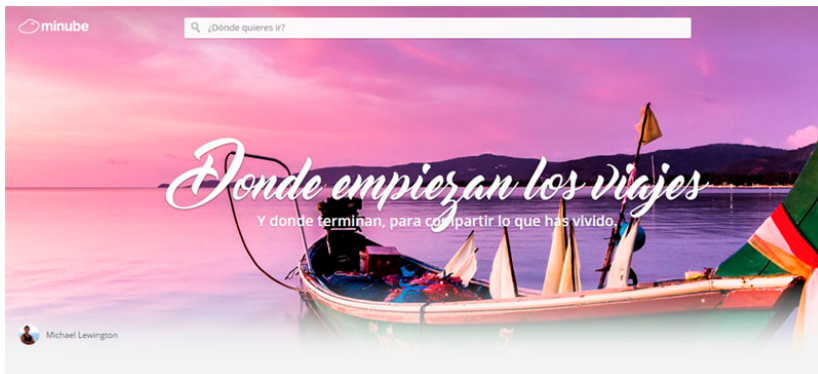 minube
¿Dónde quieres ir?
Donde empiezan los viajes
Y donde terminan, para compartir lo que has vivido.
Michael Lewington